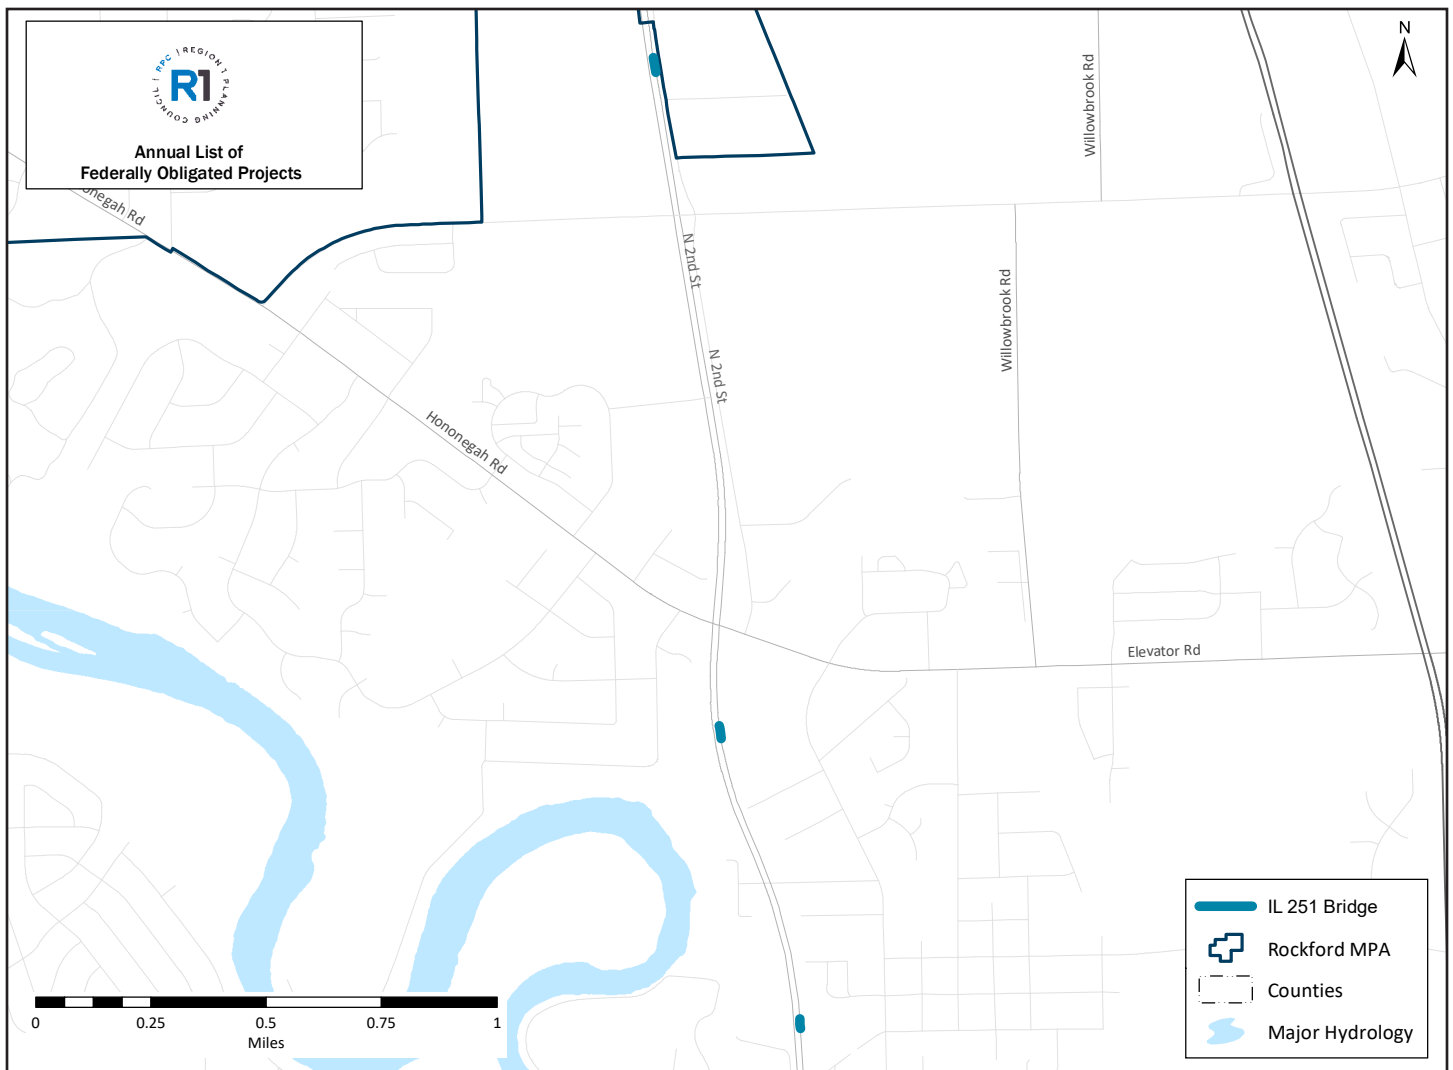 RPC | REGION 1 PLANNING COUNCIL |
R1
Annual List of
Federally Obligated Projects
N
Willowbrook Rd
onegah Rd
N 2nd St
Willowbrook Rd
N 2nd St
Hononegah Rd
Elevator Rd
IL 251 Bridge
Rockford MPA
Counties
Major Hydrology
0 0.25 0.5 0.75 1
Miles